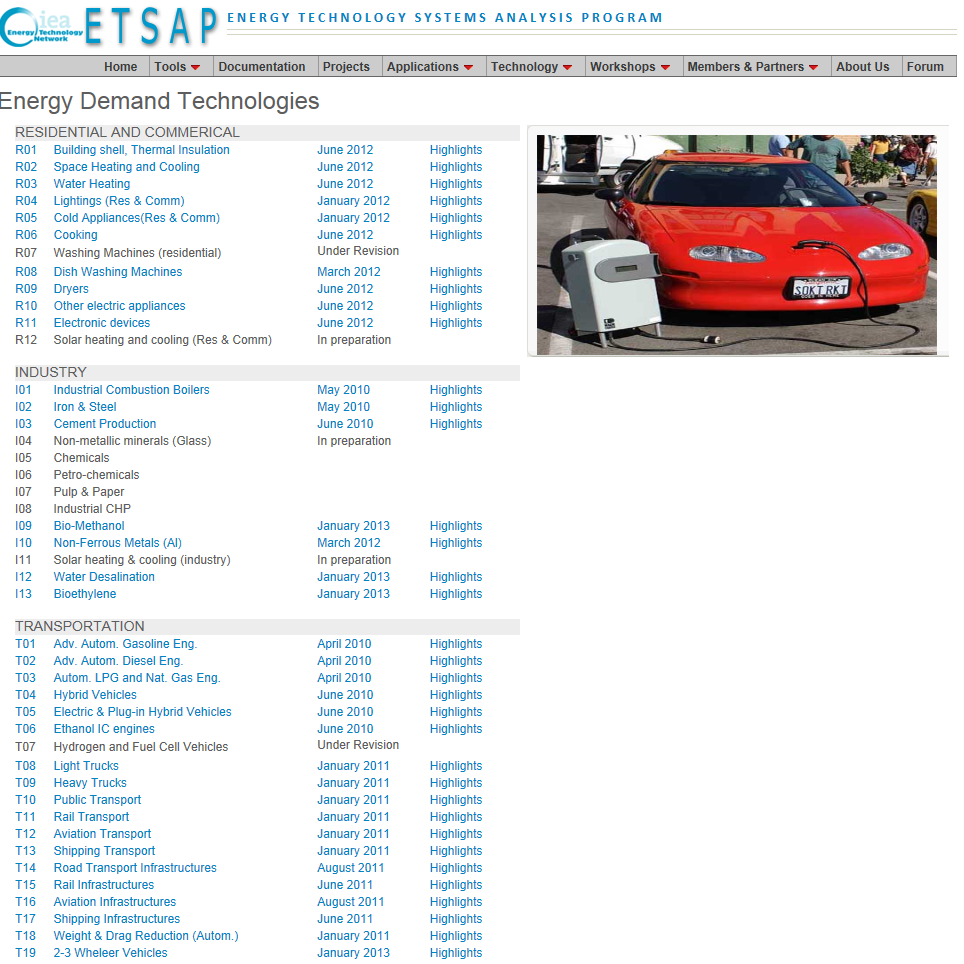 iea
Energy Technology
Network
ETSAP
ENERGY TECHNOLOGY SYSTEMS ANALYSIS PROGRAM
Home Tools Documentation Projects Applications Technology Workshops Members & Partners About Us Forum
Energy Demand Technologies
RESIDENTIAL AND COMMERICAL
R01 Building shell, Thermal Insulation June 2012 Highlights
R02 Space Heating and Cooling June 2012 Highlights
R03 Water Heating June 2012 Highlights
R04 Lightings (Res & Comm) January 2012 Highlights
R05 Cold Appliances(Res & Comm) January 2012 Highlights
R06 Cooking June 2012 Highlights
R07 Washing Machines (residential) Under Revision
R08 Dish Washing Machines March 2012 Highlights
R09 Dryers June 2012 Highlights
R10 Other electric appliances June 2012 Highlights
R11 Electronic devices June 2012 Highlights
R12 Solar heating and cooling (Res & Comm) In preparation
SQKT RKT
INDUSTRY
I01 Industrial Combustion Boilers May 2010 Highlights
I02 Iron & Steel May 2010 Highlights
I03 Cement Production June 2010 Highlights
I04 Non-metallic minerals (Glass) In preparation
I05 Chemicals
I06 Petro-chemicals
I07 Pulp & Paper
I08 Industrial CHP
I09 Bio-Methanol January 2013 Highlights
I10 Non-Ferrous Metals (Al) March 2012 Highlights
I11 Solar heating & cooling (industry) In preparation
I12 Water Desalination January 2013 Highlights
I13 Bioethylene January 2013 Highlights
TRANSPORTATION
T01 Adv. Autom. Gasoline Eng. April 2010 Highlights
T02 Adv. Autom. Diesel Eng. April 2010 Highlights
T03 Autom. LPG and Nat. Gas Eng. April 2010 Highlights
T04 Hybrid Vehicles June 2010 Highlights
T05 Electric & Plug-in Hybrid Vehicles June 2010 Highlights
T06 Ethanol IC engines June 2010 Highlights
T07 Hydrogen and Fuel Cell Vehicles Under Revision
T08 Light Trucks January 2011 Highlights
T09 Heavy Trucks January 2011 Highlights
T10 Public Transport January 2011 Highlights
T11 Rail Transport January 2011 Highlights
T12 Aviation Transport January 2011 Highlights
T13 Shipping Transport January 2011 Highlights
T14 Road Transport Infrastructures August 2011 Highlights
T15 Rail Infrastructures June 2011 Highlights
T16 Aviation Infrastructures August 2011 Highlights
T17 Shipping Infrastructures June 2011 Highlights
T18 Weight & Drag Reduction (Autom.) January 2011 Highlights
T19 2-3 Wheleer Vehicles January 2013 Highlights